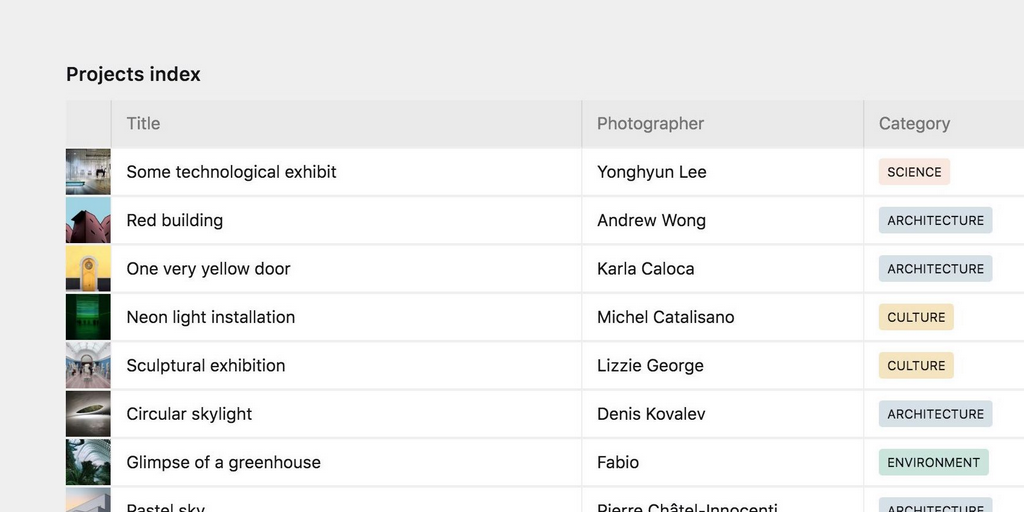 Projects index
Title Photographer Category
Some technological exhibit Yonghyun Lee SCIENCE
Red building Andrew Wong ARCHITECTURE
One very yellow door Karla Caloca ARCHITECTURE
Neon light installation Michel Catalisano CULTURE
Sculptural exhibition Lizzie George CULTURE
Circular skylight Denis Kovalev ARCHITECTURE
Glimpse of a greenhouse Fabio ENVIRONMENT
Pastel sky Pierre Châtel-Innocenti ARCHITECTURE